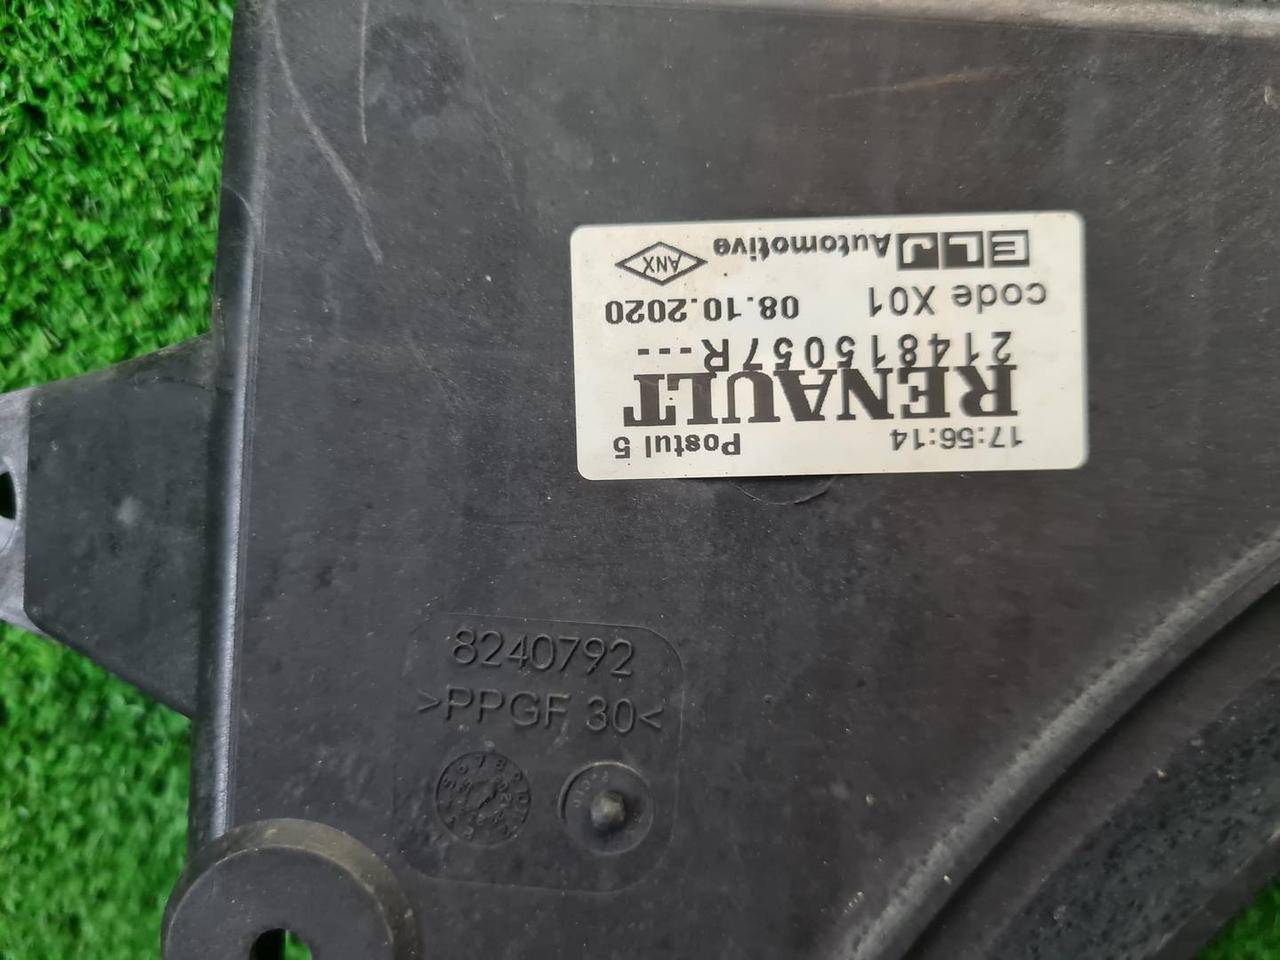 17:56:14 Postul 5
RENAULT
214815057R---
code X01 08.10.2020
ELJ Automotive ANX
8240792
>PPGF 30<